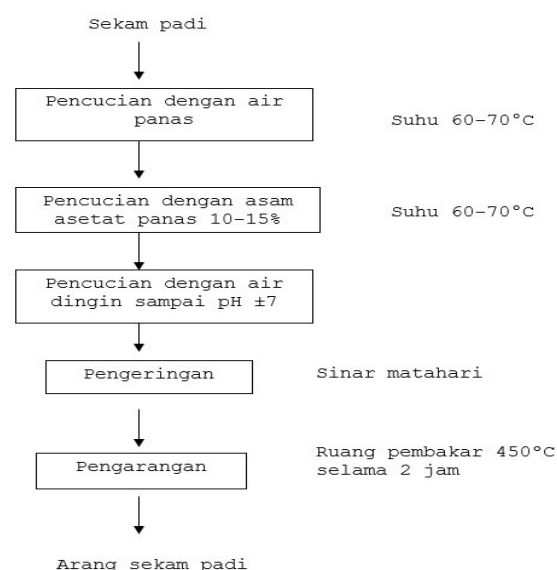 Sekam padi
Pencucian dengan air
panas
Suhu 60-70°C
Pencucian dengan asam
asetat panas 10-15%
Suhu 60-70°C
Pencucian dengan air
dingin sampai pH ±7
Pengeringan
Sinar matahari
Pengarangan
Ruang pembakar 450°C
selama 2 jam
Arang sekam padi